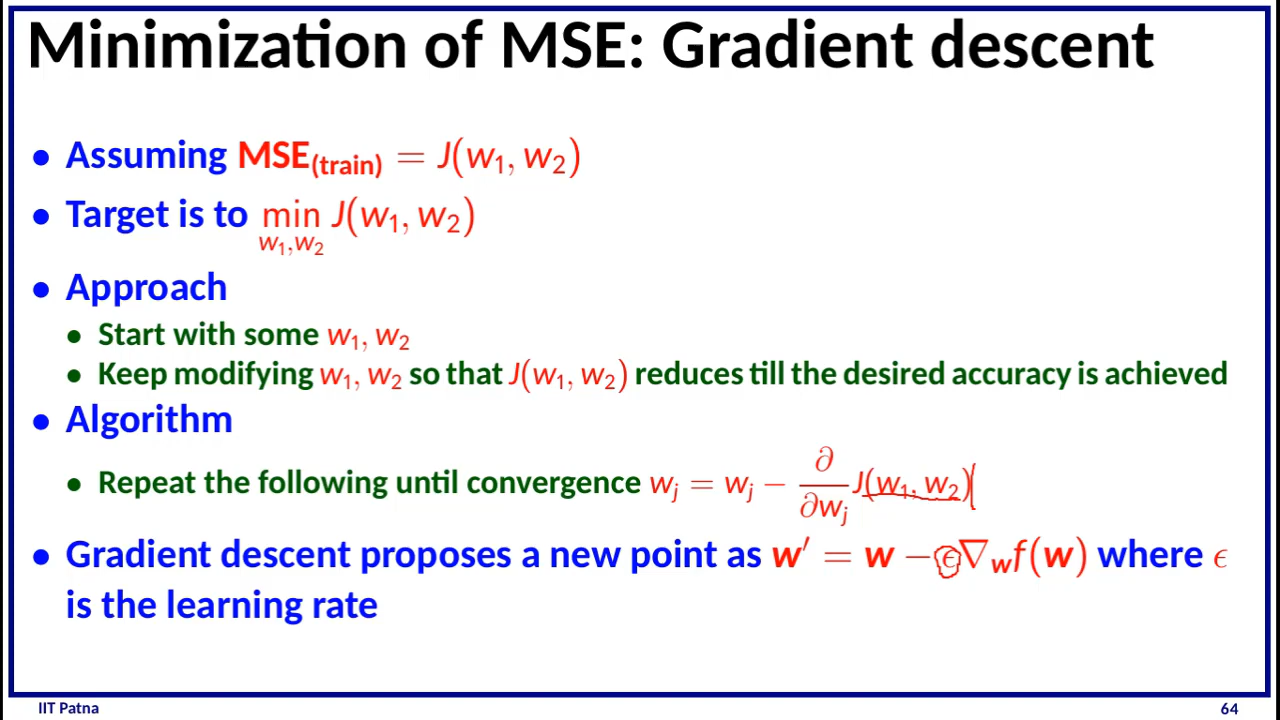 Minimization of MSE: Gradient descent
• Assuming MSE(train) = J(w₁, w₂)
• Target is to min J(w₁, w₂)
w₁,w₂
• Approach
• Start with some w₁, w₂
• Keep modifying w₁, w₂ so that J(w₁, w₂) reduces till the desired accuracy is achieved
• Algorithm
• Repeat the following until convergence wⱼ = wⱼ − ∂/∂wⱼ J(w₁, w₂)
• Gradient descent proposes a new point as w′ = w − ϵ∇_w f(w) where ϵ
is the learning rate
IIT Patna
64